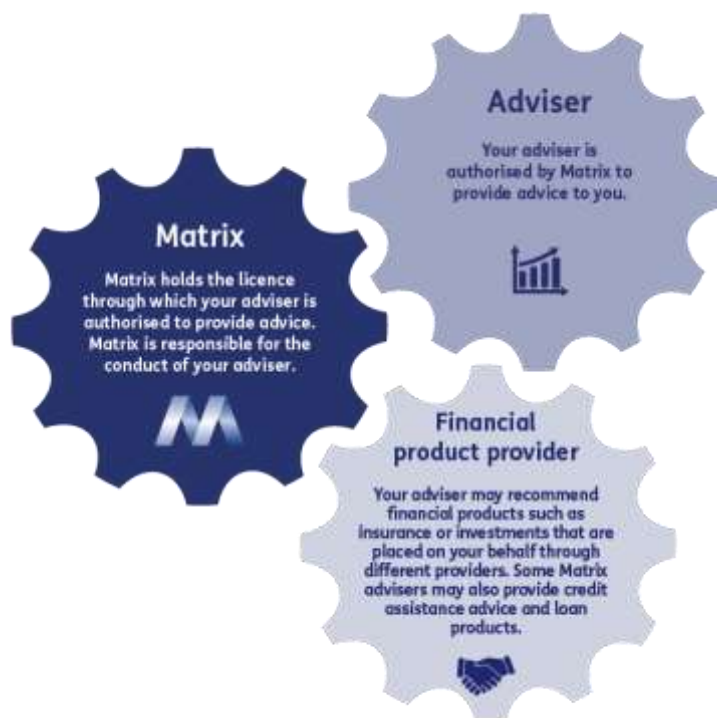 Adviser
Your adviser is
authorised by Matrix to
provide advice to you.
Matrix
Matrix holds the licence
through which your adviser is
authorised to provide advice.
Matrix is responsible for the
conduct of your adviser.
Financial
product provider
Your adviser may recommend
financial products such as
insurance or investments that are
placed on your behalf through
different providers. Some Matrix
advisers may also provide credit
assistance advice and loan
products.